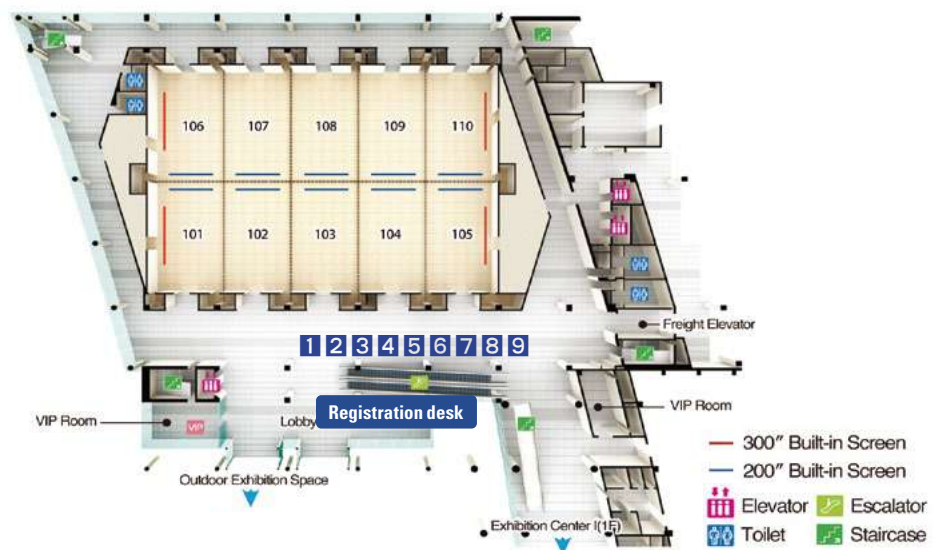 106 107 108 109 110
101 102 103 104 105
1 2 3 4 5 6 7 8 9
Freight Elevator
Registration desk
VIP Room
VIP
Lobby
VIP Room
Outdoor Exhibition Space
Exhibition Center I(1F)
300" Built-in Screen
200" Built-in Screen
Elevator
Escalator
Toilet
Staircase